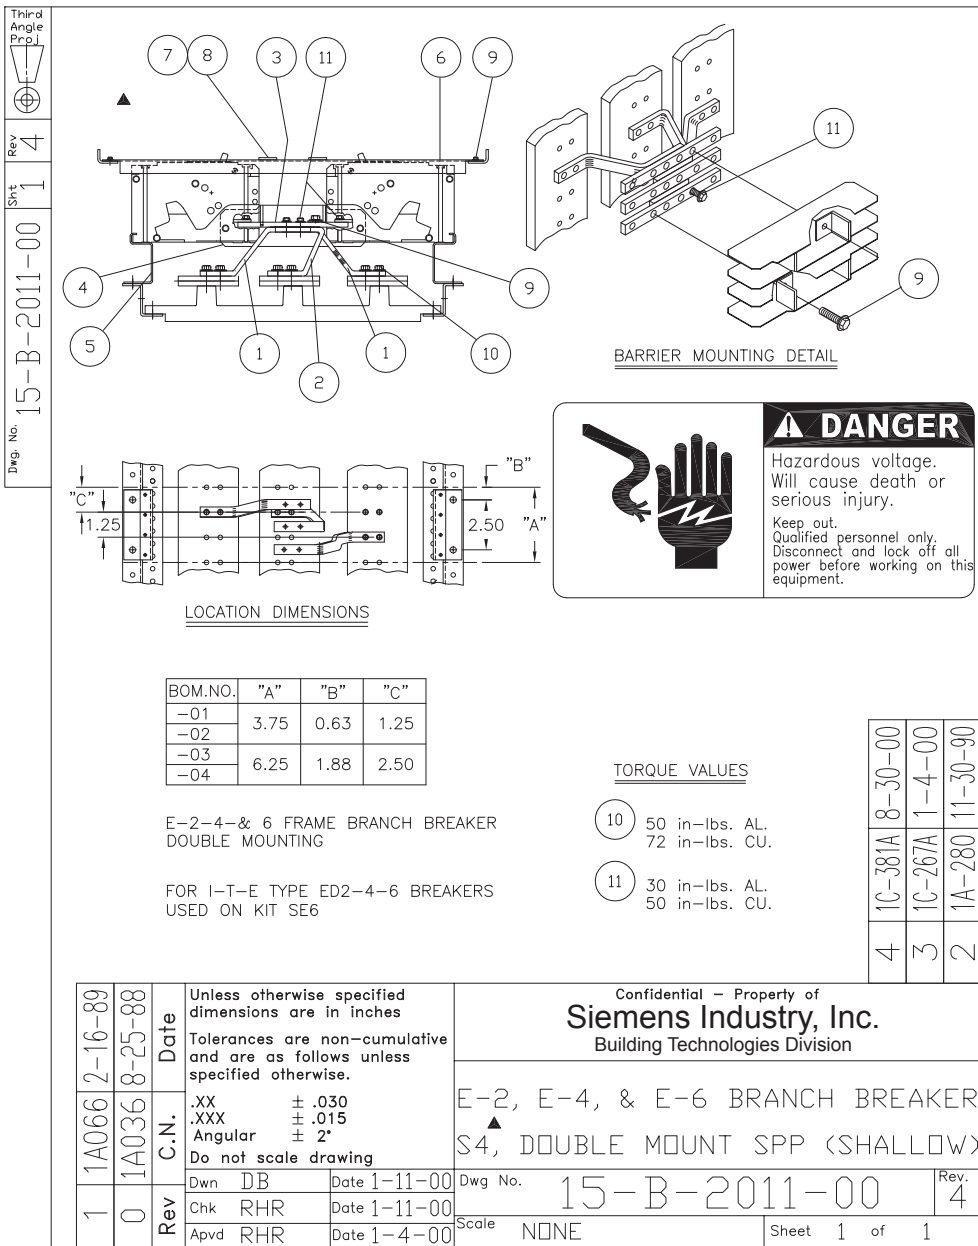 Third
Angle
Proj
Rev 4
Sht 1
Dwg. No. 15-B-2011-00
7
8
3
11
6
9
4
5
1
2
1
10
9
11
9
BARRIER MOUNTING DETAIL
DANGER
Hazardous voltage.
Will cause death or
serious injury.
Keep out.
Qualified personnel only.
Disconnect and lock off all
power before working on this
equipment.
"C"
1.25
"B"
2.50
"A"
LOCATION DIMENSIONS
BOM.NO. "A" "B" "C"
-01
-02
3.75 0.63 1.25
-03
-04
6.25 1.88 2.50
E-2-4-& 6 FRAME BRANCH BREAKER
DOUBLE MOUNTING
FOR I-T-E TYPE ED2-4-6 BREAKERS
USED ON KIT SE6
TORQUE VALUES
10 50 in-lbs. AL.
72 in-lbs. CU.
11 30 in-lbs. AL.
50 in-lbs. CU.
4 1C-381A 8-30-00
3 1C-267A 1-4-00
2 1A-280 11-30-90
1 1A066 2-16-89
0 1A036 8-25-88
Rev C.N. Date
Unless otherwise specified
dimensions are in inches
Tolerances are non-cumulative
and are as follows unless
specified otherwise.
.XX ± .030
.XXX ± .015
Angular ± 2°
Do not scale drawing
Dwn DB Date 1-11-00
Chk RHR Date 1-11-00
Apvd RHR Date 1-4-00
Confidential - Property of
Siemens Industry, Inc.
Building Technologies Division
E-2, E-4, & E-6 BRANCH BREAKER
S4, DOUBLE MOUNT SPP (SHALLOW)
Dwg No. 15-B-2011-00
Rev. 4
Scale NONE
Sheet 1 of 1